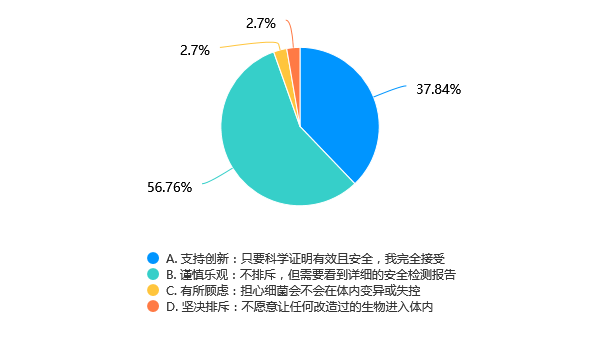 2.7%
2.7%
37.84%
56.76%
A. 支持创新：只要科学证明有效且安全，我完全接受
B. 谨慎乐观：不排斥，但需要看到详细的安全检测报告
C. 有所顾虑：担心细菌会不会在体内变异或失控
D. 坚决排斥：不愿意让任何改造过的生物进入体内